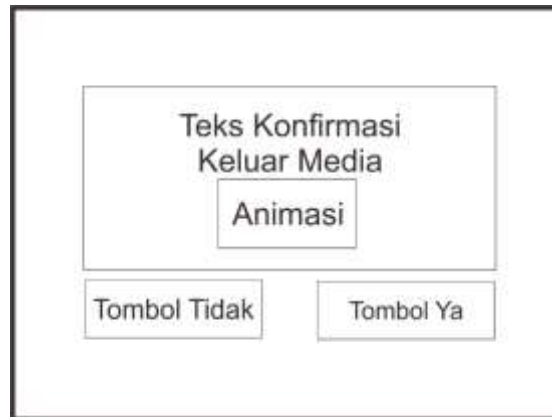 Teks Konfirmasi
Keluar Media
Animasi
Tombol Tidak
Tombol Ya